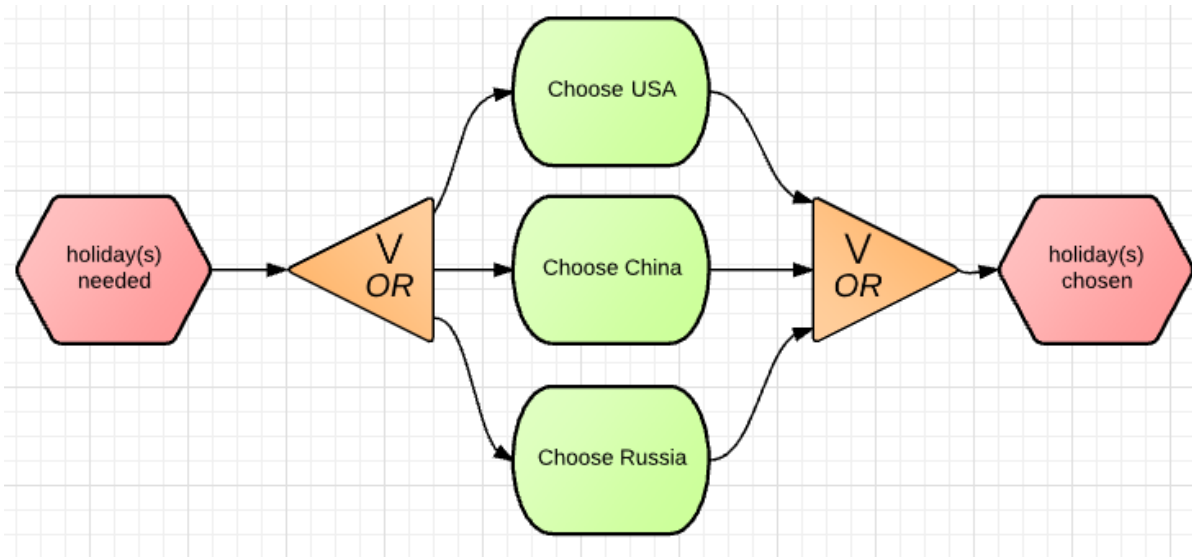 holiday(s)
needed
V
OR
Choose USA
Choose China
Choose Russia
V
OR
holiday(s)
chosen